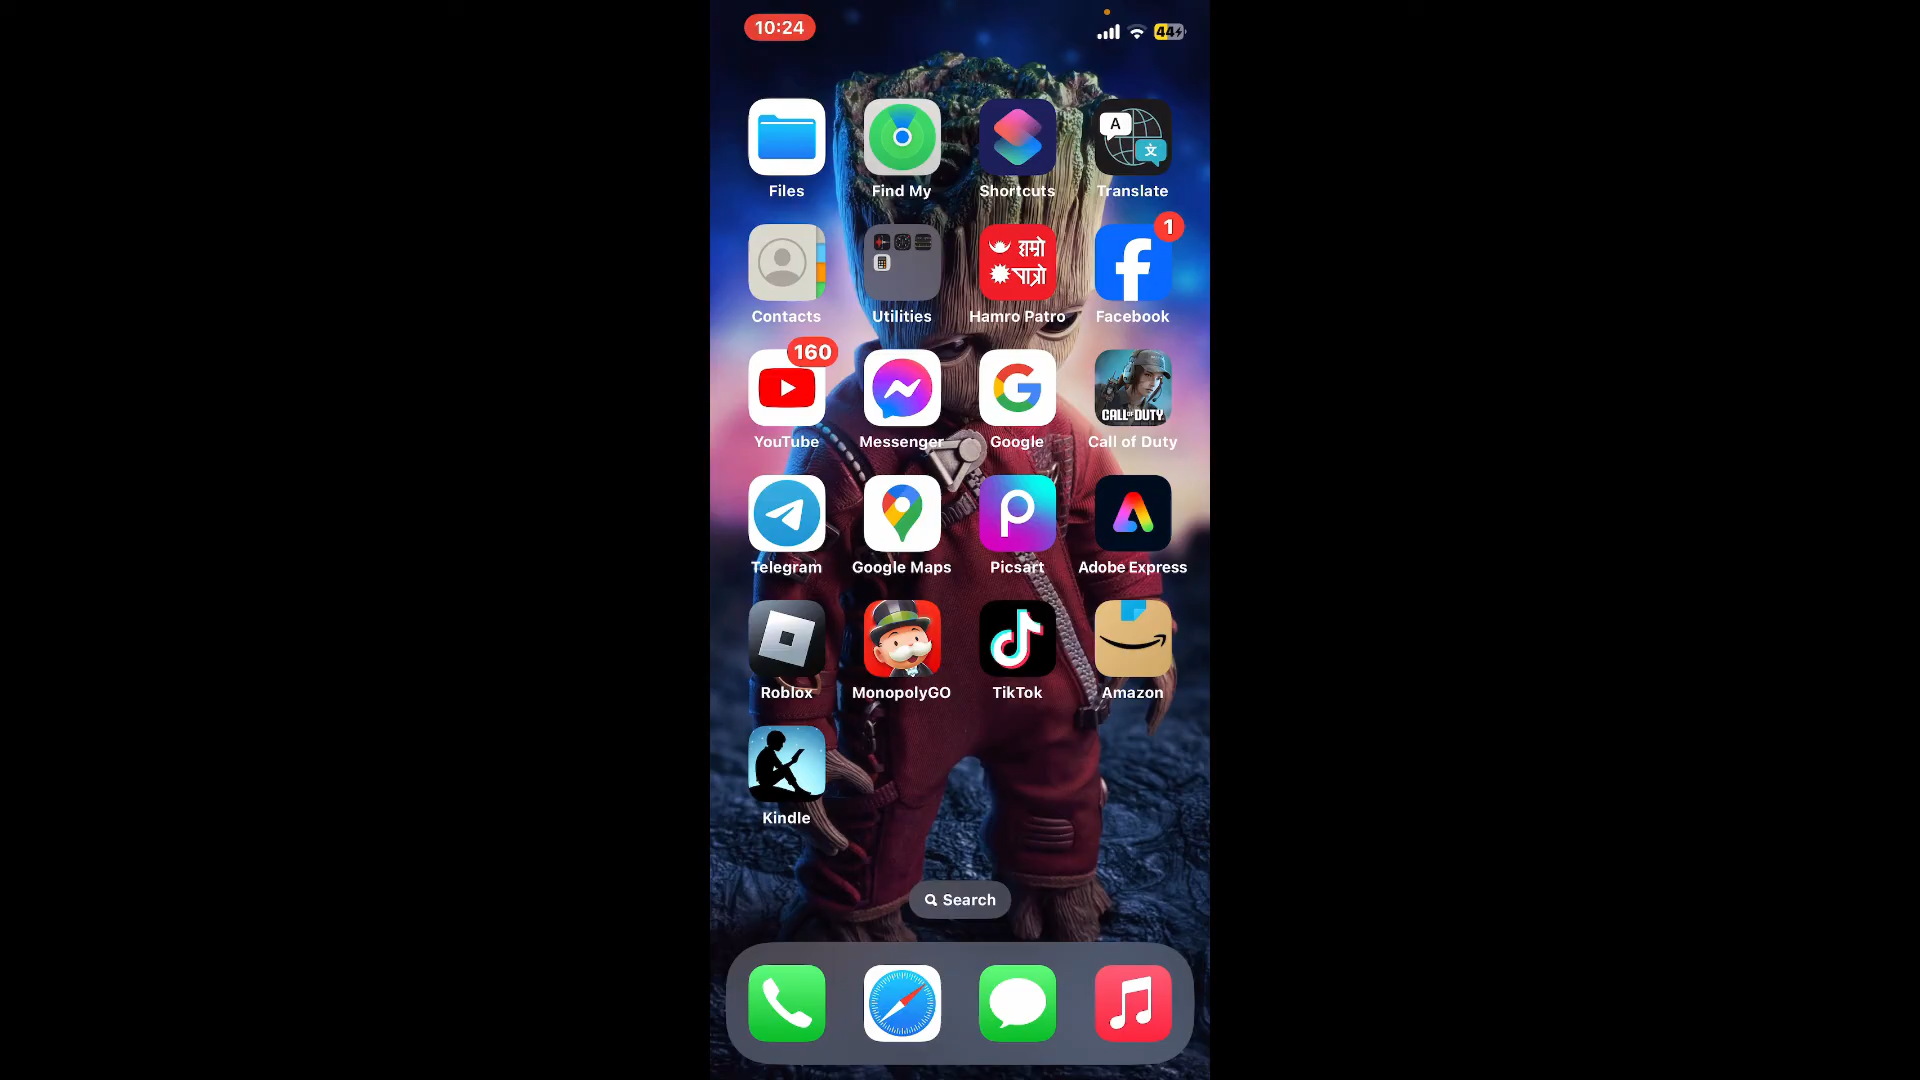 10:24
44
A
文
Files
Find My
Shortcuts
Translate
हाम्रो
पात्रो
1
Contacts
Utilities
Hamro Patro
Facebook
160
CALL OF DUTY
YouTube
Messenger
Google
Call of Duty
Telegram
Google Maps
Picsart
Adobe Express
Roblox
MonopolyGO
TikTok
Amazon
Kindle
Search